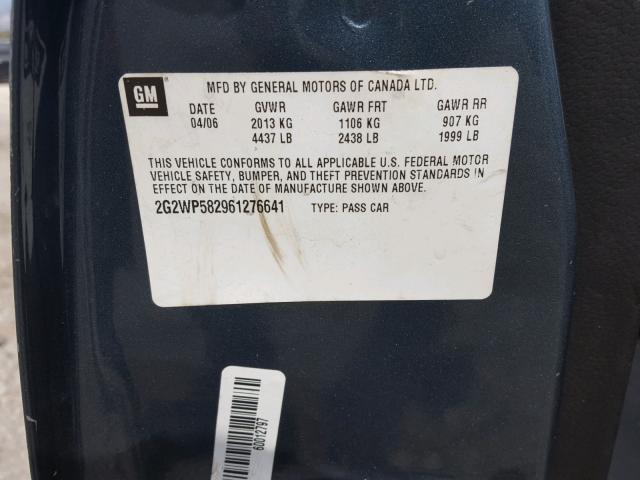 GM
MFD BY GENERAL MOTORS OF CANADA LTD.
DATE GVWR GAWR FRT GAWR RR
04/06 2013 KG 1106 KG 907 KG
4437 LB 2438 LB 1999 LB
THIS VEHICLE CONFORMS TO ALL APPLICABLE U.S. FEDERAL MOTOR
VEHICLE SAFETY, BUMPER, AND THEFT PREVENTION STANDARDS IN
EFFECT ON THE DATE OF MANUFACTURE SHOWN ABOVE.
2G2WP582961276641 TYPE: PASS CAR
60012797